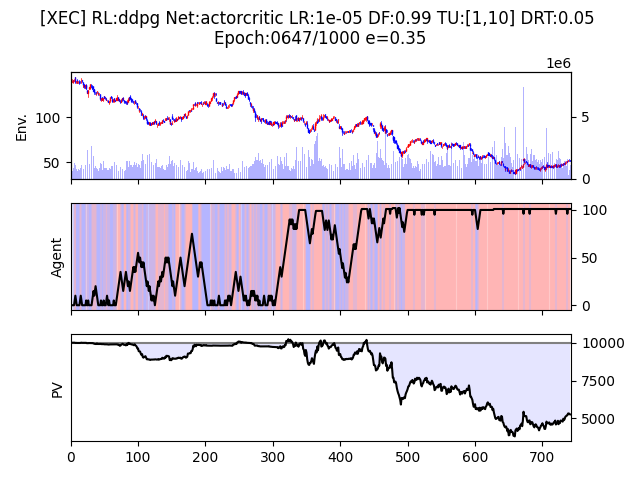 [XEC] RL:ddpg Net:actorcritic LR:1e-05 DF:0.99 TU:[1,10] DRT:0.05
Epoch:0647/1000 e=0.35
1e6
Env.
100
50
5
0
Agent
100
50
0
PV
10000
7500
5000
0 100 200 300 400 500 600 700